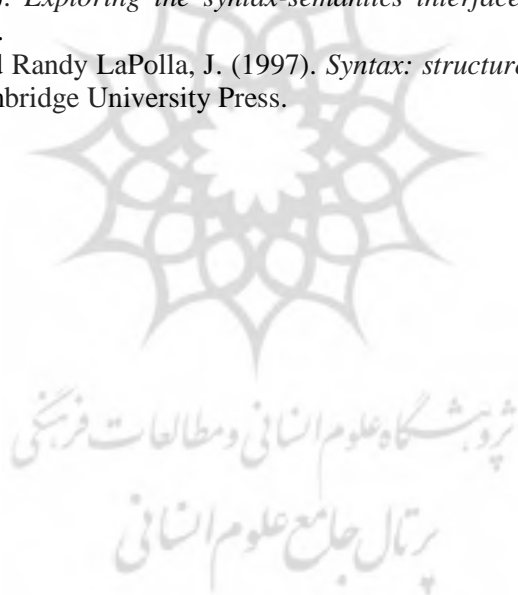 Exploring the syntax-semantics interface
.
d Randy LaPolla, J. (1997). Syntax: structure
nbridge University Press.
پژوهشگاه علوم انسانی و مطالعات فرهنگی
پرتال جامع علوم انسانی